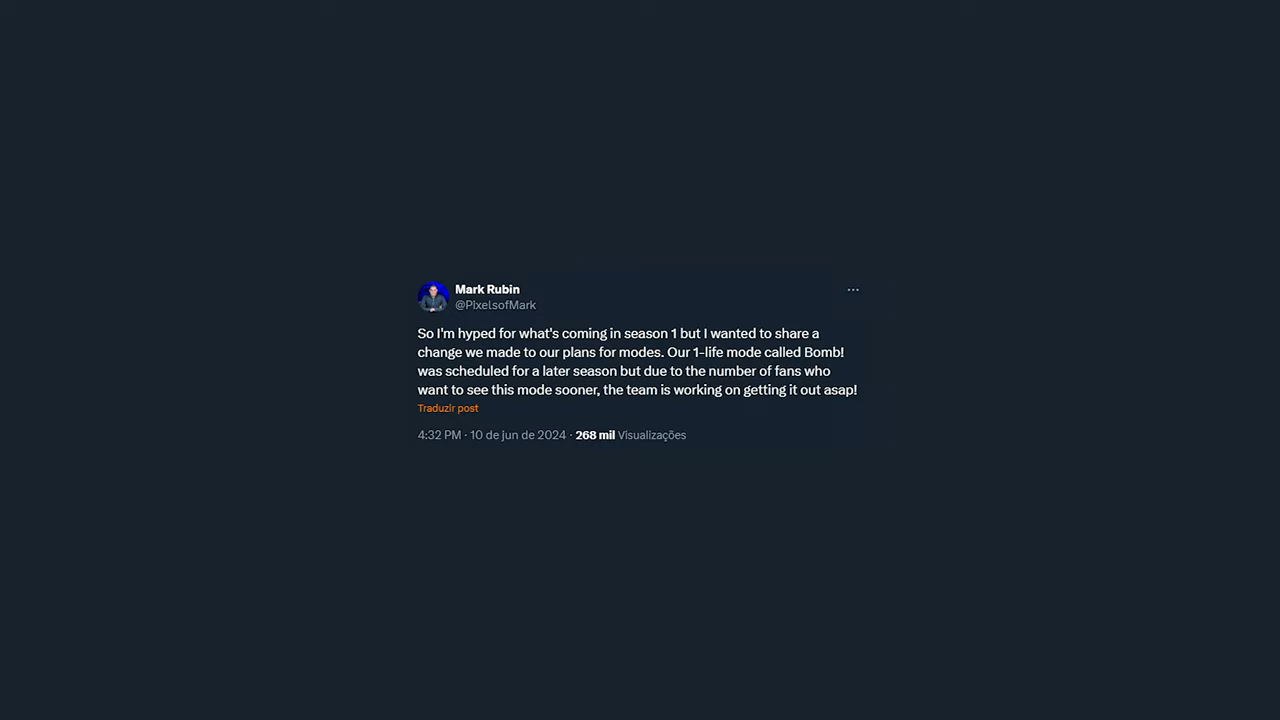 Mark Rubin
@PixelsofMark
So I'm hyped for what's coming in season 1 but I wanted to share a
change we made to our plans for modes. Our 1-life mode called Bomb!
was scheduled for a later season but due to the number of fans who
want to see this mode sooner, the team is working on getting it out asap!
Traduzir post
4:32 PM · 10 de jun de 2024 · 268 mil Visualizações